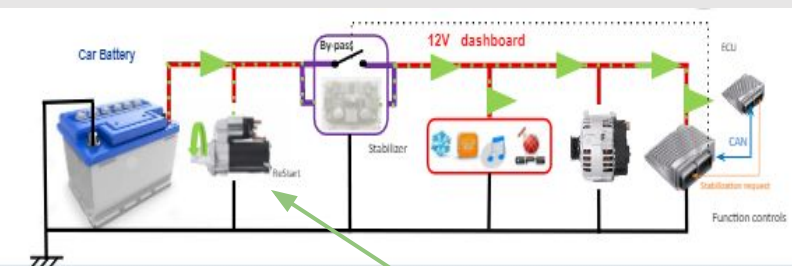 By-pass
12V dashboard
ECU
Car Battery
CAN
Stabilizer
ReStart
GPS
Stabilization request
Function controls